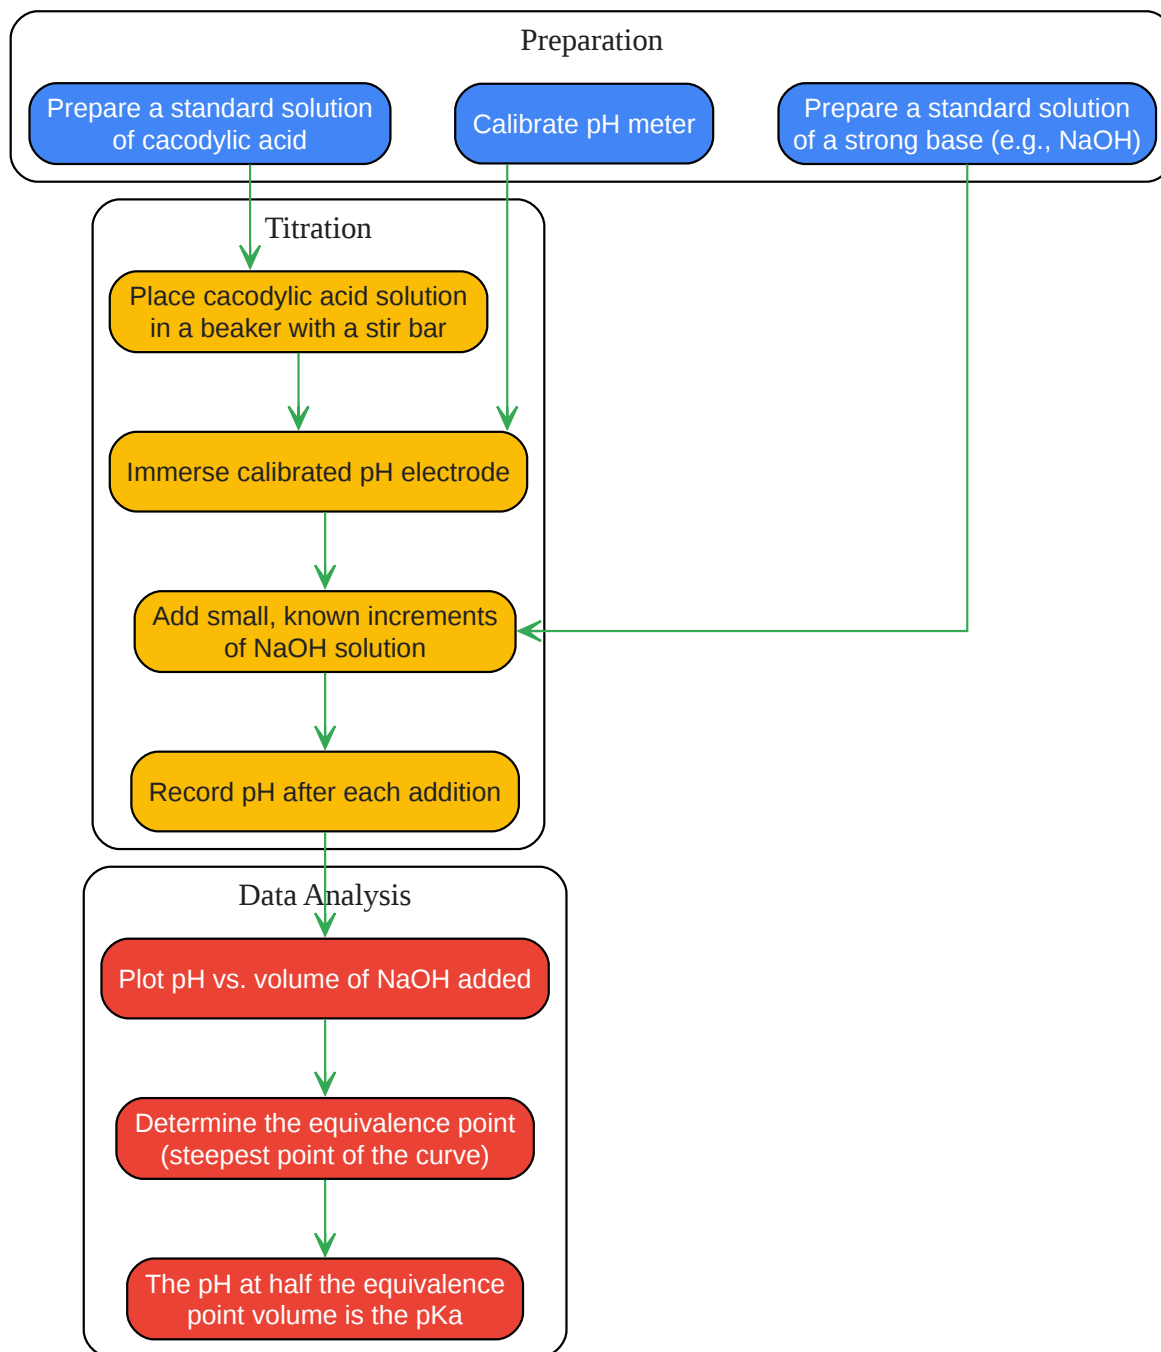 Preparation
Prepare a standard solution
of cacodylic acid
Calibrate pH meter
Prepare a standard solution
of a strong base (e.g., NaOH)
Titration
Place cacodylic acid solution
in a beaker with a stir bar
Immerse calibrated pH electrode
Add small, known increments
of NaOH solution
Record pH after each addition
Data Analysis
Plot pH vs. volume of NaOH added
Determine the equivalence point
(steepest point of the curve)
The pH at half the equivalence
point volume is the pKa